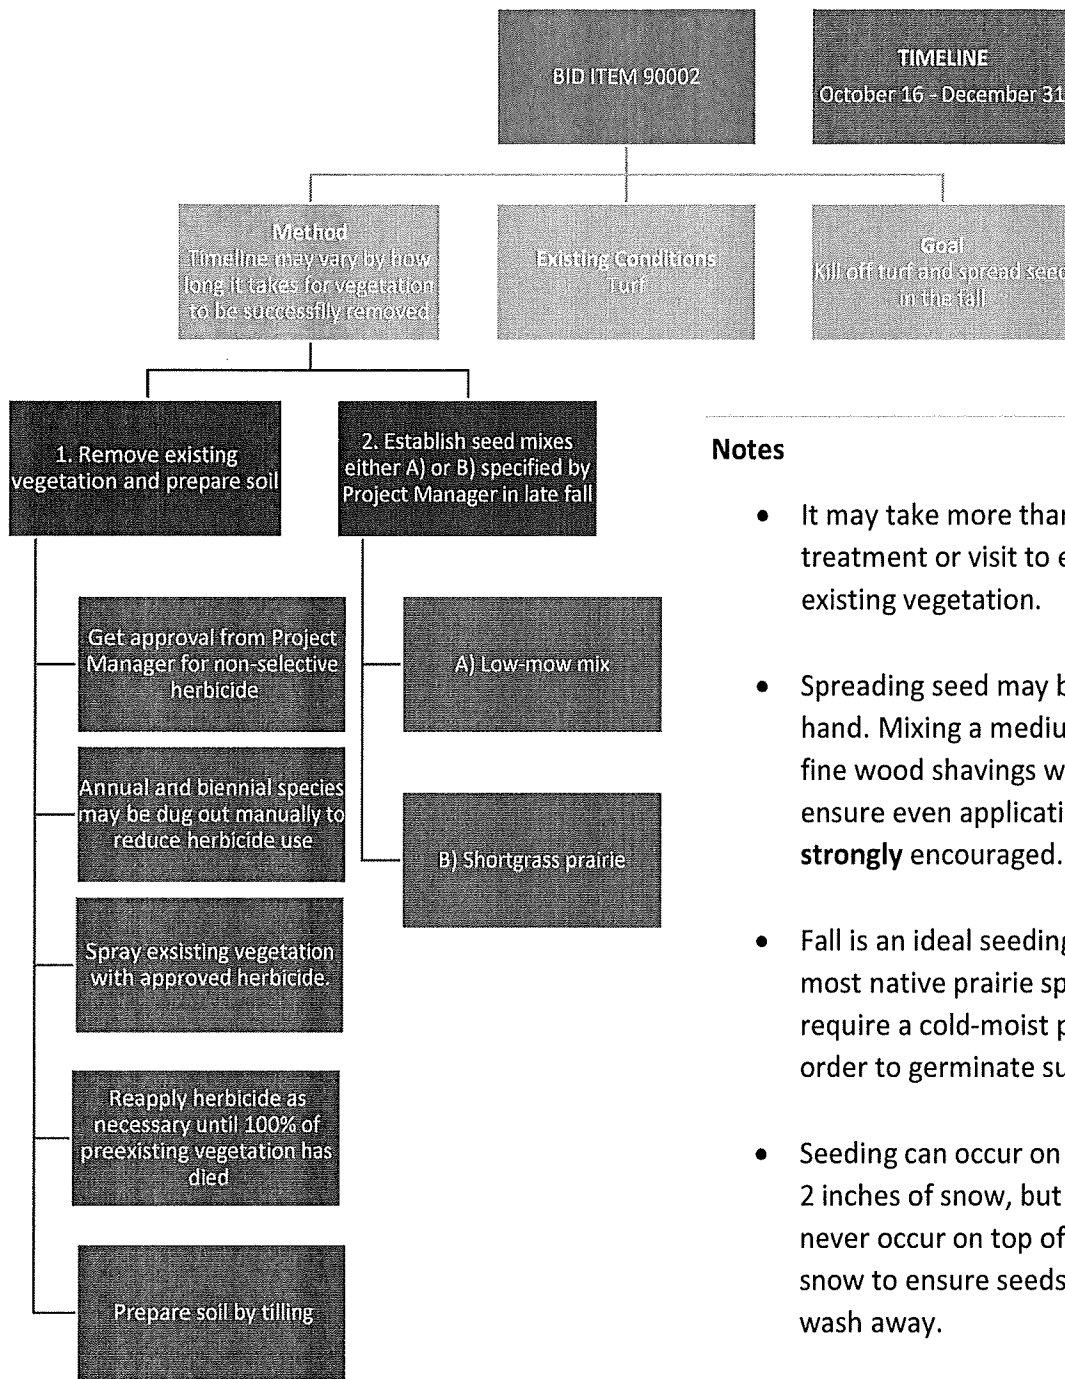 BID ITEM 90002
TIMELINE
October 16 - December 31
Method
Timeline may vary by how
long it takes for vegetation
to be successflly removed
Existing Conditions
Turf
Goal
Kill off turf and spread seed
in the fall
1. Remove existing
vegetation and prepare soil
2. Establish seed mixes
either A) or B) specified by
Project Manager in late fall
Get approval from Project
Manager for non-selective
herbicide
Annual and biennial species
may be dug out manually to
reduce herbicide use
Spray exsisting vegetation
with approved herbicide.
Reapply herbicide as
necessary until 100% of
preexisting vegetation has
died
Prepare soil by tilling
A) Low-mow mix
B) Shortgrass prairie
Notes
• It may take more than
treatment or visit to e
existing vegetation.
• Spreading seed may b
hand. Mixing a mediu
fine wood shavings w
ensure even applicati
strongly encouraged.
• Fall is an ideal seeding
most native prairie sp
require a cold-moist p
order to germinate su
• Seeding can occur on
2 inches of snow, but
never occur on top of
snow to ensure seeds
wash away.